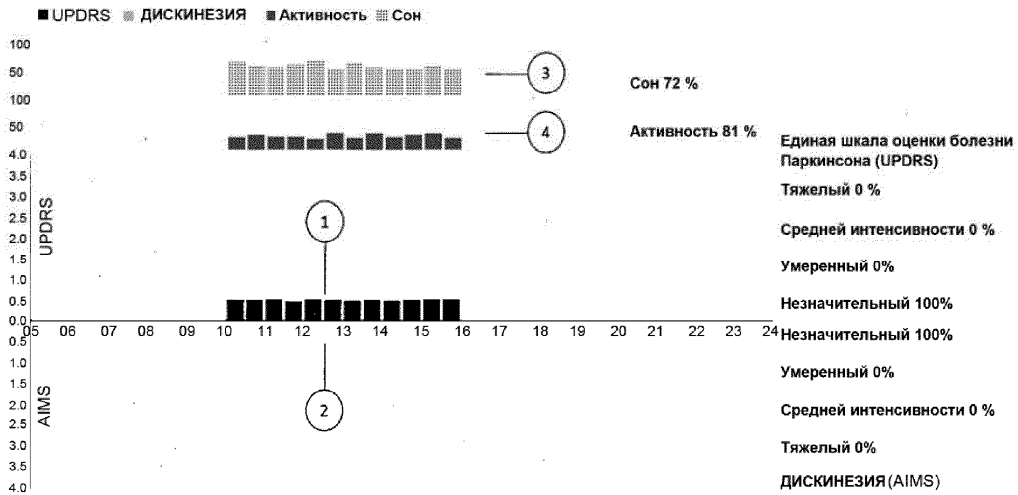 UPDRS ДИСКИНЕЗИЯ Активность Сон
100
50
3
Сон 72 %
100
50
4
Активность 81 %
Единая шкала оценки болезни
Паркинсона (UPDRS)
4.0
3.5
3.0
2.5
2.0
1.5
1.0
0.5
0.0
UPDRS
1
Тяжелый 0 %
Средней интенсивности 0 %
Умеренный 0%
Незначительный 100%
05 06 07 08 09 10 11 12 13 14 15 16 17 18 19 20 21 22 23 24
Незначительный 100%
Умеренный 0%
Средней интенсивности 0 %
Тяжелый 0%
ДИСКИНЕЗИЯ (AIMS)
0.5
1.0
1.5
2.0
2.5
3.0
3.5
4.0
AIMS
2